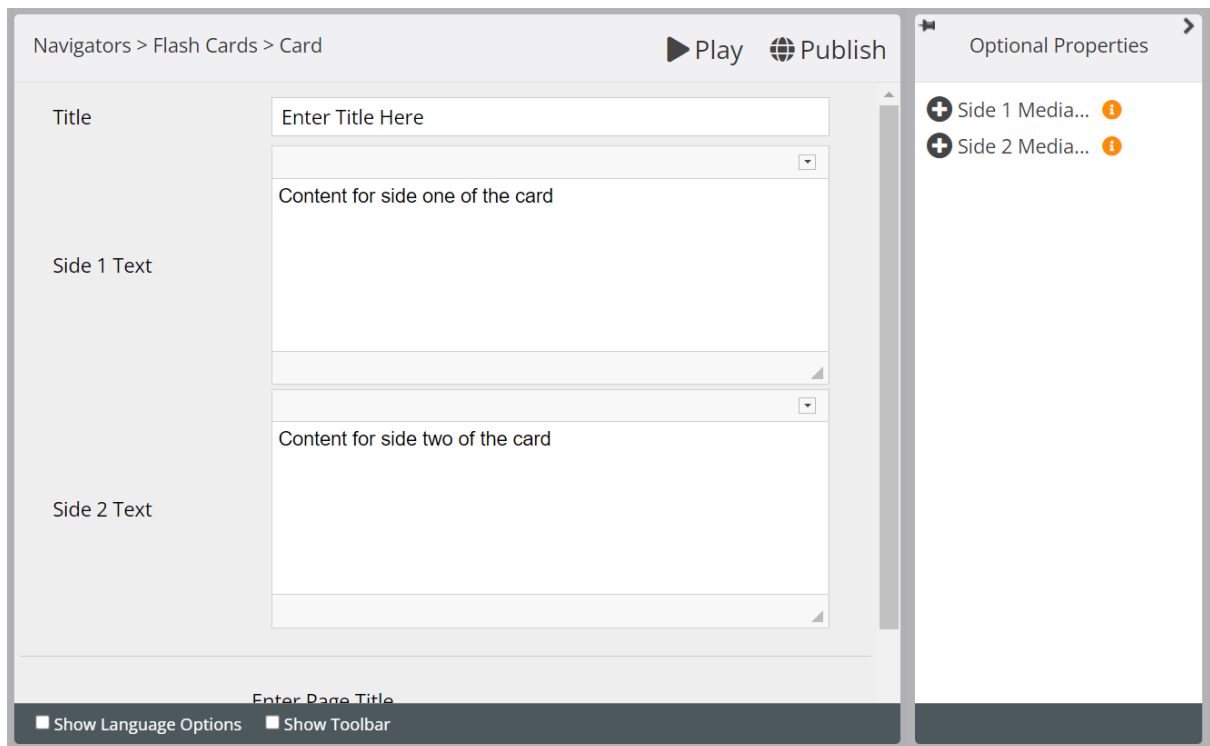 Navigators > Flash Cards > Card
Play
Publish
Title
Enter Title Here
Side 1 Text
Content for side one of the card
Side 2 Text
Content for side two of the card
Enter Page Title
Show Language Options
Show Toolbar
Optional Properties
Side 1 Media...
Side 2 Media...